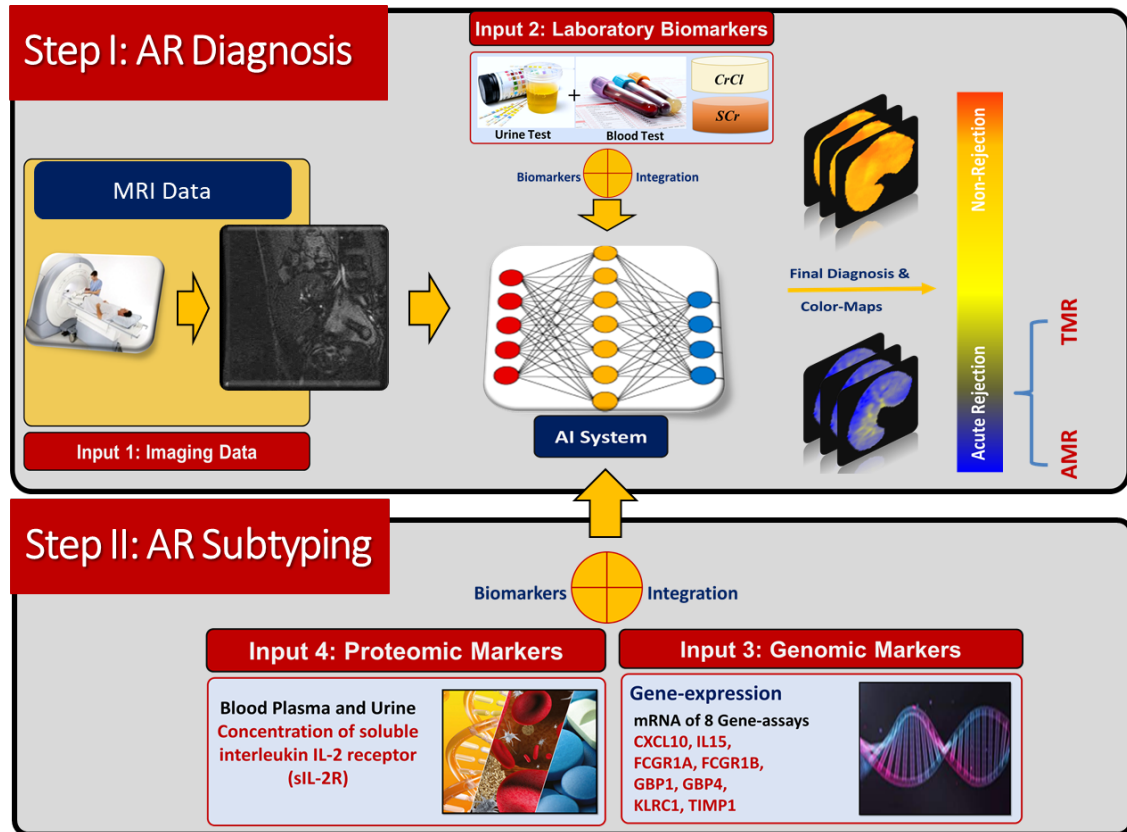 Step I: AR Diagnosis
Input 2: Laboratory Biomarkers
CrCl
SCr
+
Urine Test
Blood Test
Biomarkers
Integration
MRI Data
Input 1: Imaging Data
AI System
Final Diagnosis &
Color-Maps
Non-Rejection
Acute Rejection
TMR
AMR
Step II: AR Subtyping
Biomarkers
Integration
Input 4: Proteomic Markers
Blood Plasma and Urine
Concentration of soluble
interleukin IL-2 receptor
(sIL-2R)
Input 3: Genomic Markers
Gene-expression
mRNA of 8 Gene-assays
CXCL10, IL15,
FCGR1A, FCGR1B,
GBP1, GBP4,
KLRC1, TIMP1